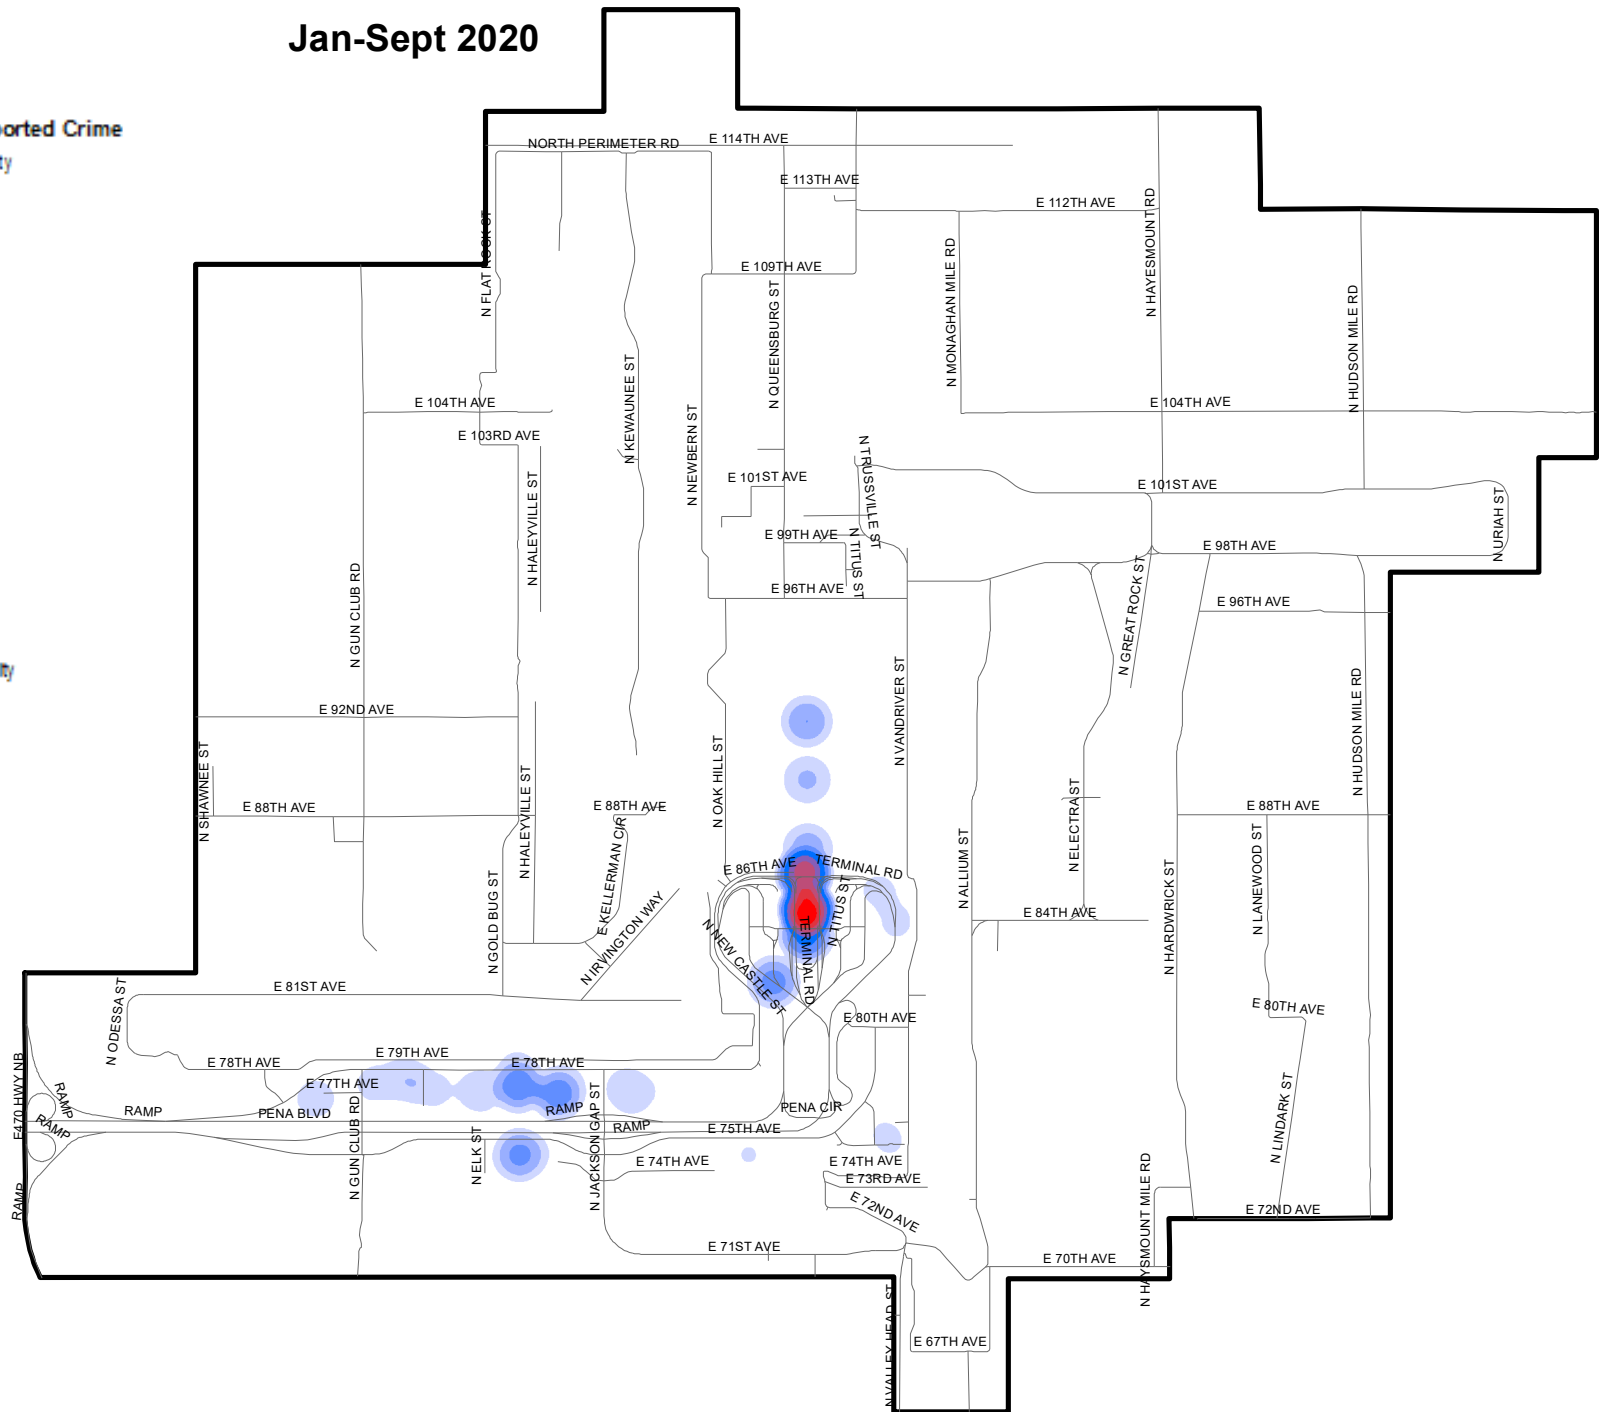 Jan-Sept 2020
orted Crime
ty
ity
E 114TH AVE
NORTH PERIMETER RD
E 113TH AVE
E 112TH AVE
N HAYESMOUNT RD
N FLAT ROCK ST
N MONAGHAN MILE RD
E 109TH AVE
N QUEENSBURG ST
N HUDSON MILE RD
N KEWAUNEE ST
E 104TH AVE
E 104TH AVE
N NEWBERN ST
E 103RD AVE
N TRUSSVILLE ST
N HALEYVILLE ST
E 101ST AVE
E 101ST AVE
N URIAH ST
E 99TH AVE
N TITUS ST
E 98TH AVE
N GUN CLUB RD
N GREAT ROCK ST
E 96TH AVE
E 96TH AVE
N VANDRIVER ST
N HUDSON MILE RD
E 92ND AVE
N SHAWNEE ST
N OAK HILL ST
N HALEYVILLE ST
E 88TH AVE
E 88TH AVE
E 88TH AVE
N ELECTRA ST
N ALLIUM ST
N LANEWOOD ST
E KELLERMAN CIR
E 86TH AVE
TERMINAL RD
N HARDWRICK ST
N GOLD BUG ST
N IRVINGTON WAY
N TITUS ST
E 84TH AVE
N NEW CASTLE ST
TERMINAL RD
E 81ST AVE
N ODESSA ST
E 80TH AVE
E 80TH AVE
E 79TH AVE
E 78TH AVE
E 78TH AVE
E 77TH AVE
E470 HWY NB
RAMP
RAMP
PENA BLVD
RAMP
PENA CIR
RAMP
RAMP
E 75TH AVE
N GUN CLUB RD
N ELK ST
N JACKSON GAP ST
N LINDARK ST
E 74TH AVE
E 74TH AVE
E 73RD AVE
RAMP
E 72ND AVE
E 72ND AVE
N HAYSMOUNT MILE RD
E 71ST AVE
E 70TH AVE
N VALLEY HEAD ST
E 67TH AVE